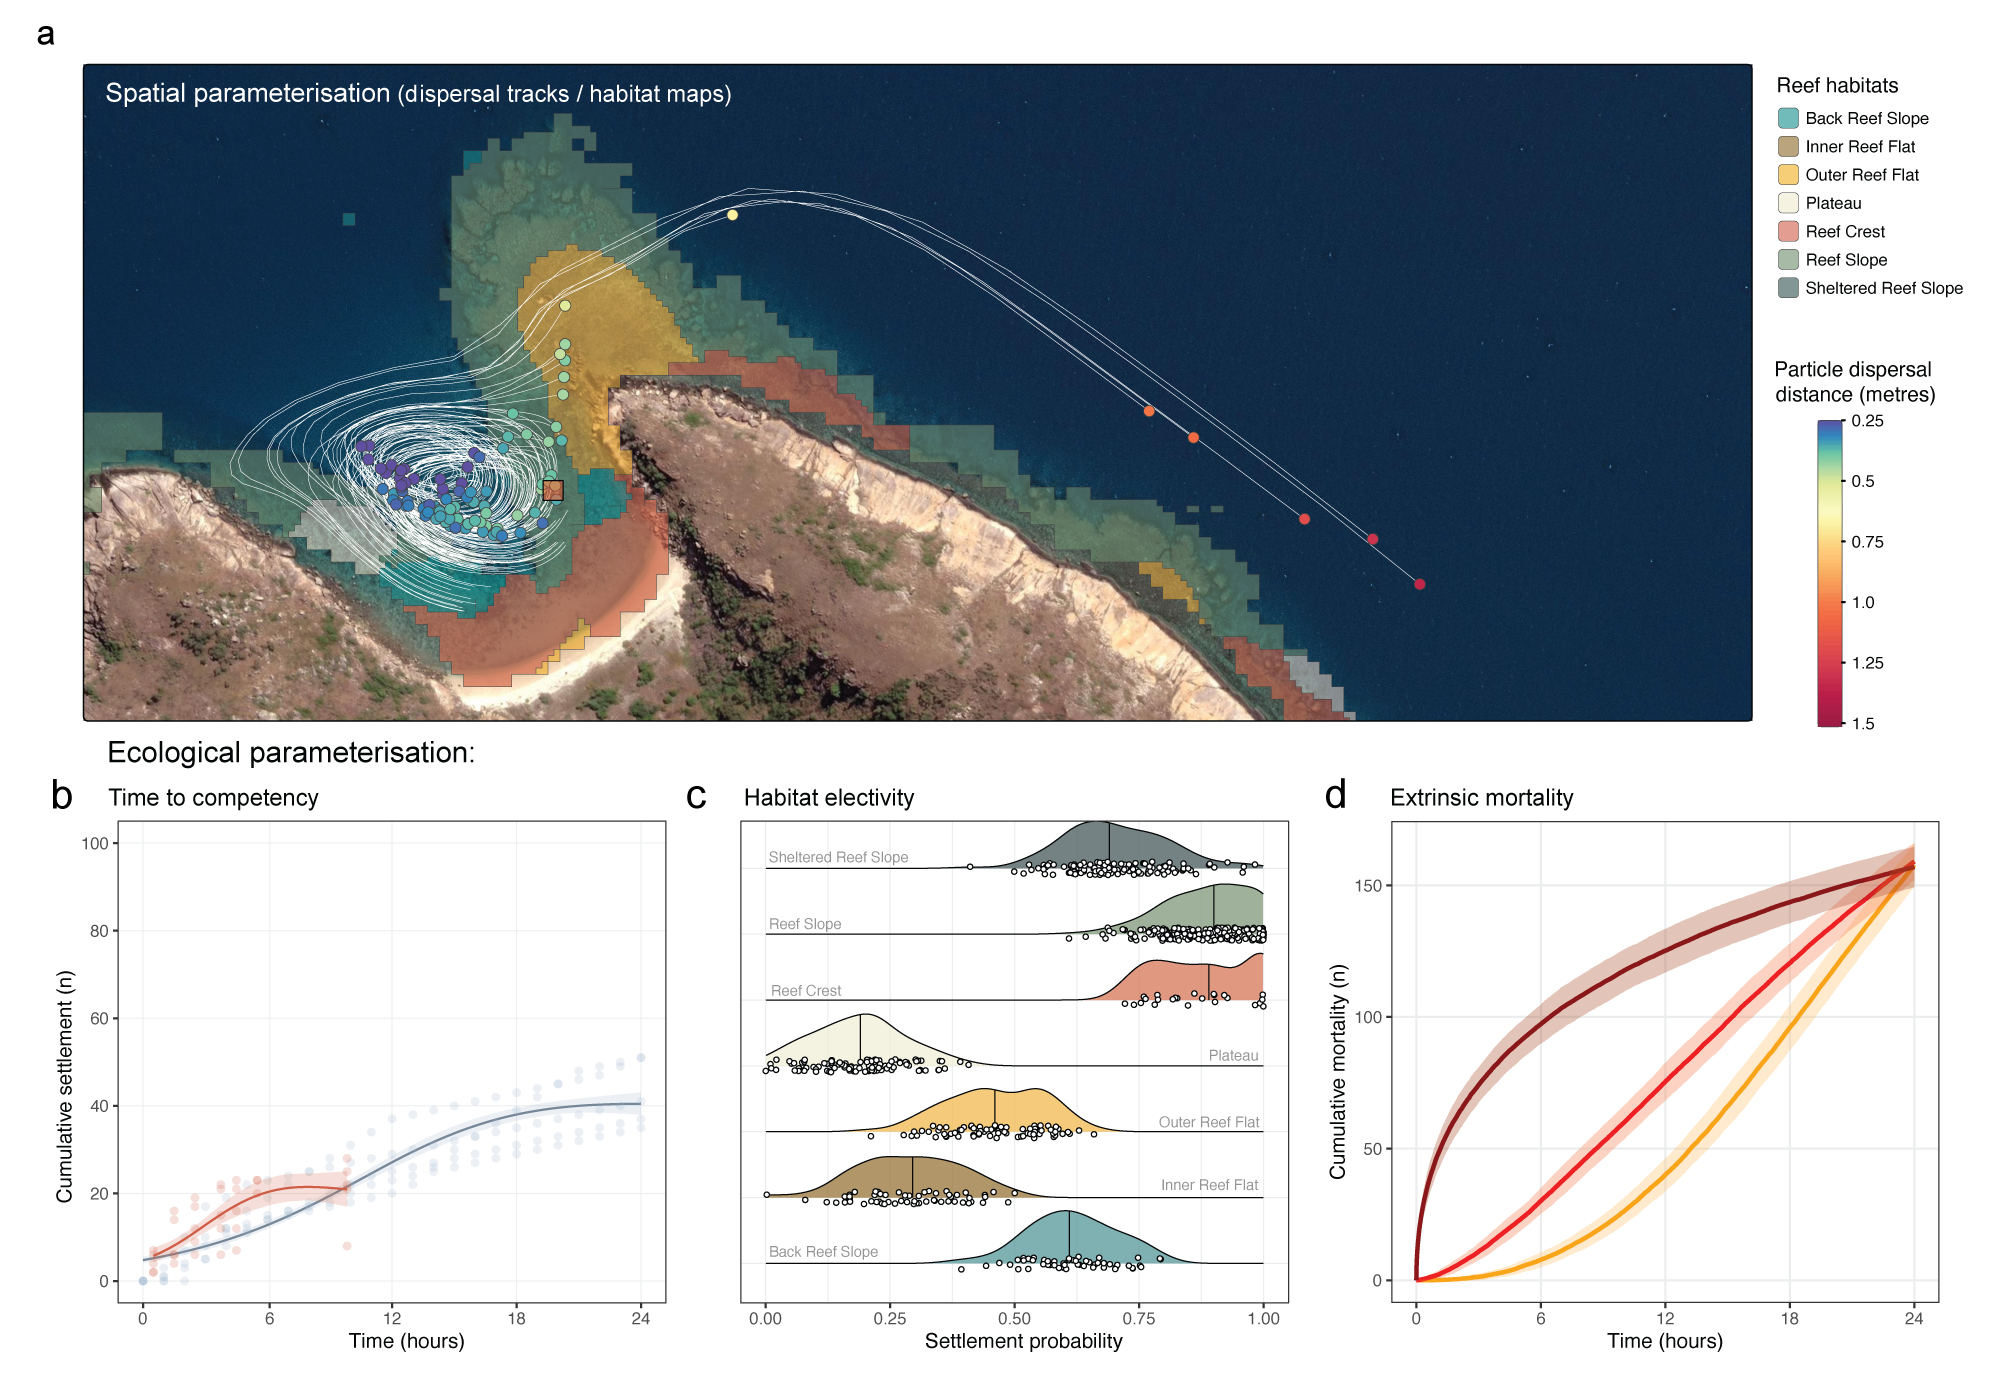 a
Spatial parameterisation (dispersal tracks / habitat maps)
Reef habitats
Back Reef Slope
Inner Reef Flat
Outer Reef Flat
Plateau
Reef Crest
Reef Slope
Sheltered Reef Slope
Particle dispersal
distance (metres)
0.25
0.5
0.75
1.0
1.25
1.5
Ecological parameterisation:
b Time to competency
Cumulative settlement (n)
100
80
60
40
20
0
0 6 12 18 24
Time (hours)
c Habitat electivity
Sheltered Reef Slope
Reef Slope
Reef Crest
Plateau
Outer Reef Flat
Inner Reef Flat
Back Reef Slope
0.00 0.25 0.50 0.75 1.00
Settlement probability
d Extrinsic mortality
Cumulative mortality (n)
150
100
50
0
0 6 12 18 24
Time (hours)